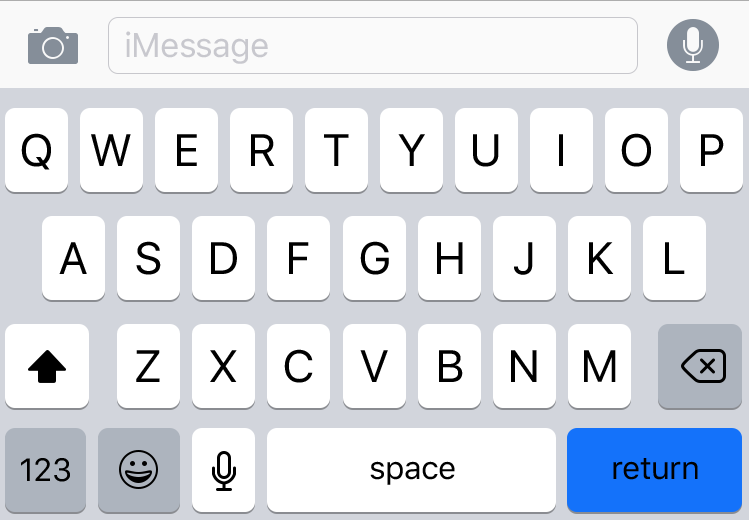 iMessage
Q W E R T Y U I O P
A S D F G H J K L
Z X C V B N M
123 space return